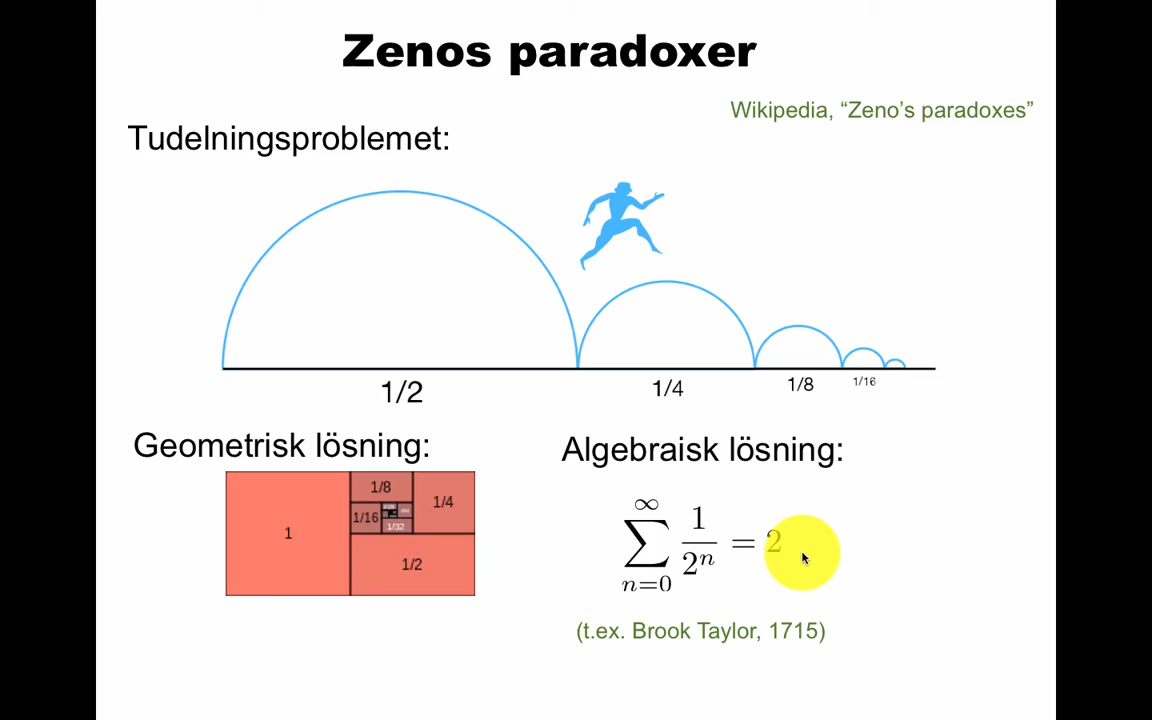 Zenos paradoxer
Wikipedia, “Zeno’s paradoxes”
Tudelningsproblemet:
1/2
1/4
1/8
1/16
Geometrisk lösning:
1
1/8
1/4
1/16
1/32
1/2
Algebraisk lösning:
∞
∑ 1/2ⁿ = 2
n=0
(t.ex. Brook Taylor, 1715)